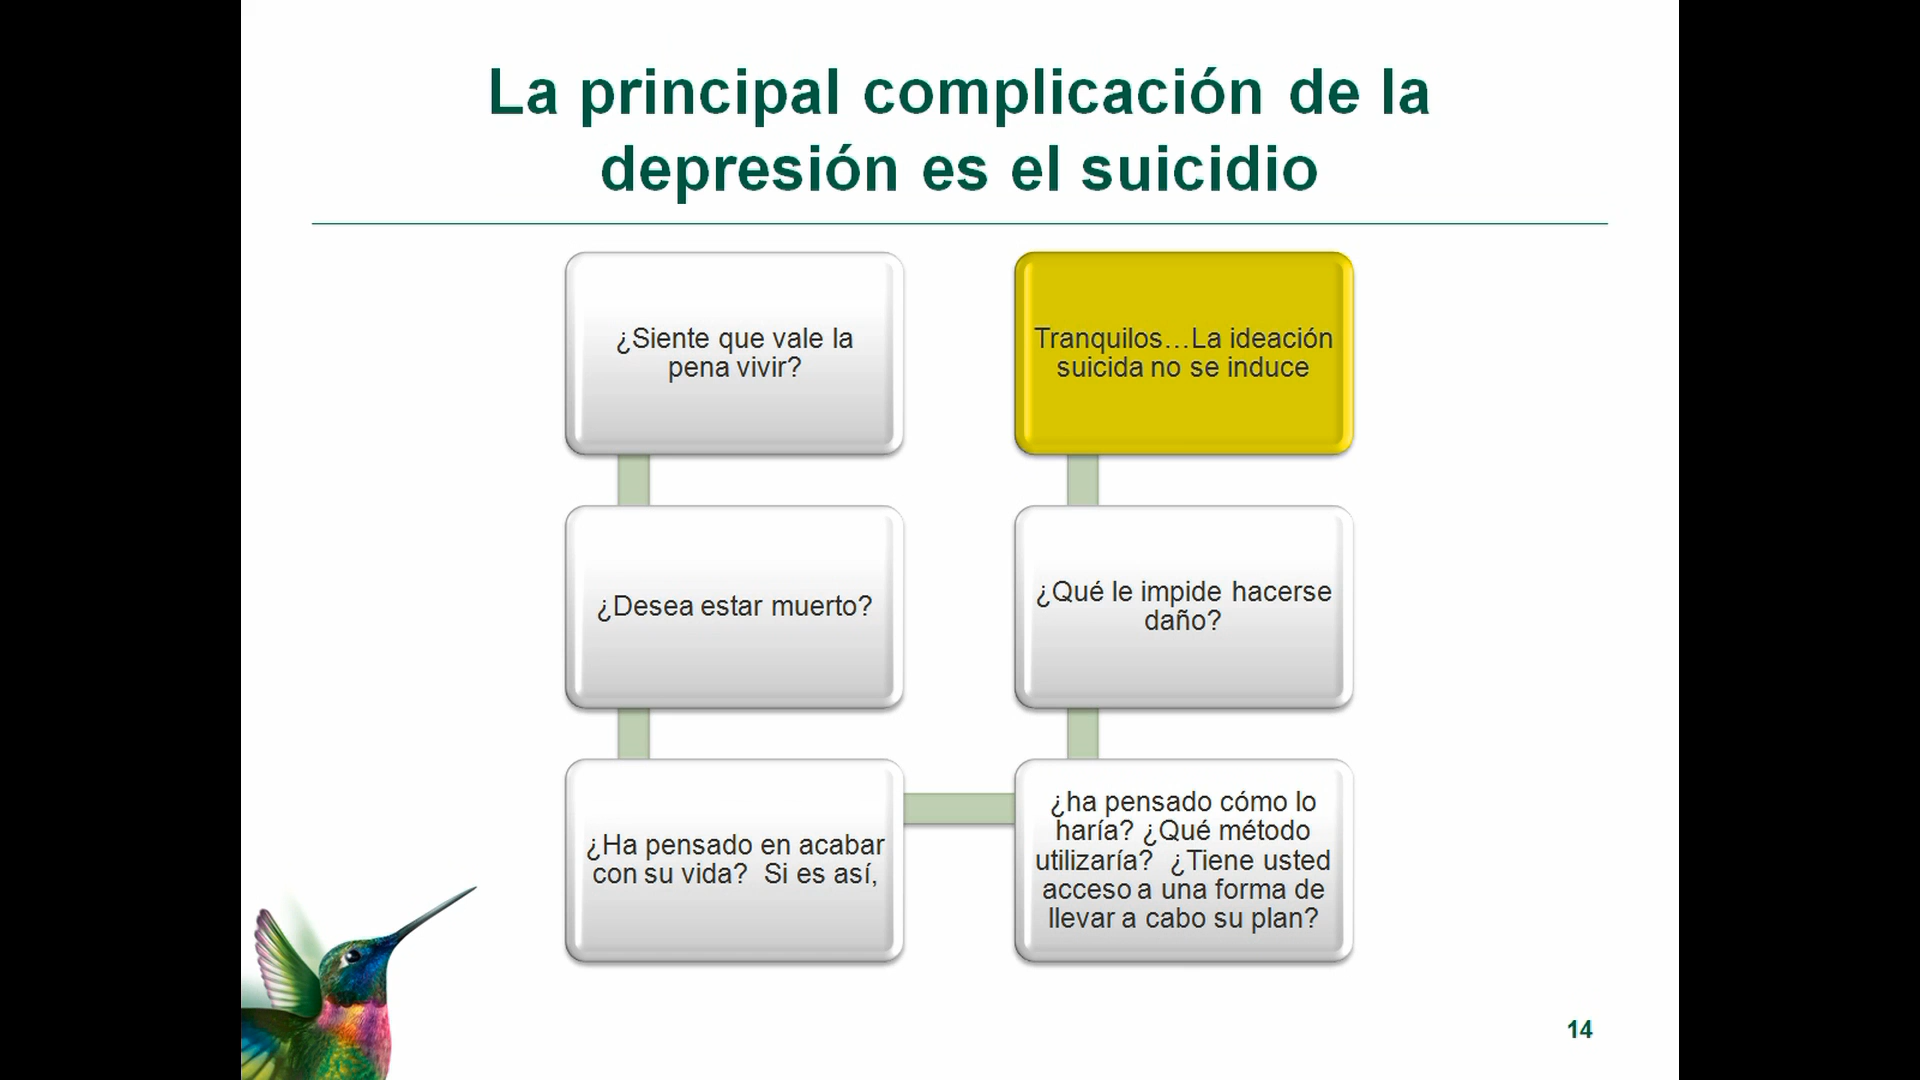 La principal complicación de la
depresión es el suicidio
¿Siente que vale la
pena vivir?
¿Desea estar muerto?
¿Ha pensado en acabar
con su vida?  Si es así,
¿ha pensado cómo lo
haría? ¿Qué método
utilizaría?  ¿Tiene usted
acceso a una forma de
llevar a cabo su plan?
¿Qué le impide hacerse
daño?
Tranquilos…La ideación
suicida no se induce
14